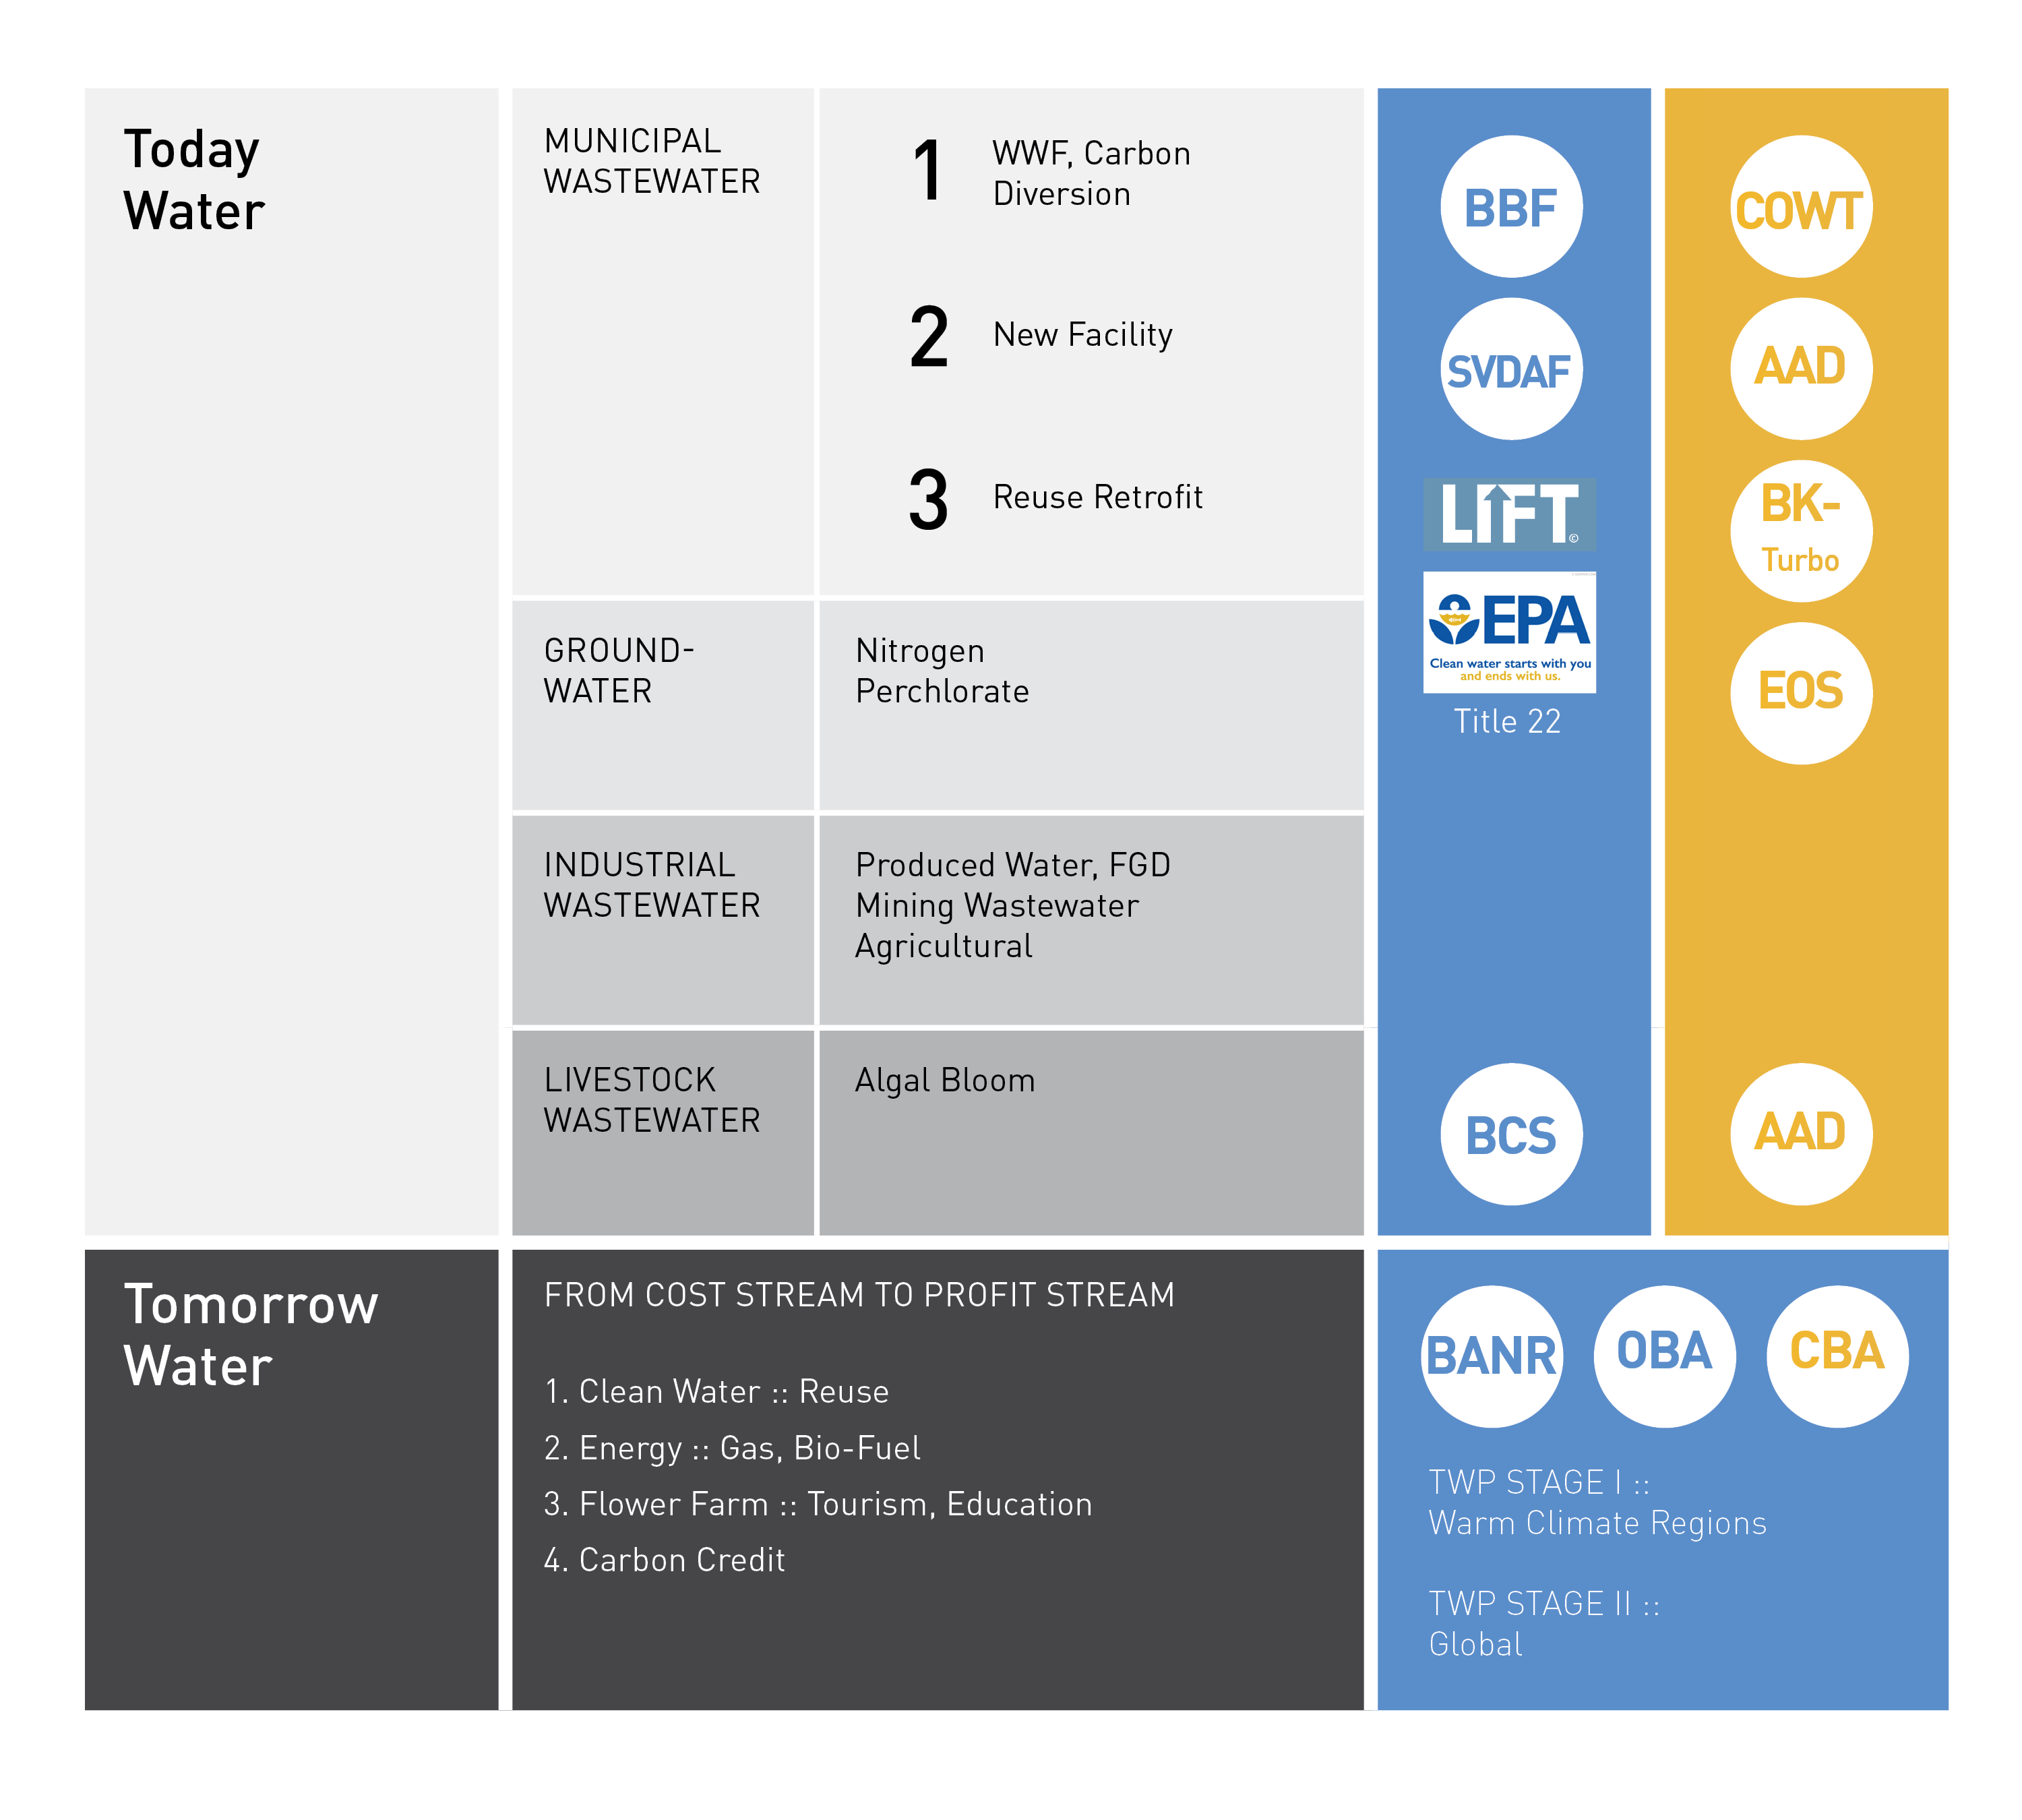 Today
Water
MUNICIPAL
WASTEWATER
1
WWF, Carbon
Diversion
2
New Facility
3
Reuse Retrofit
GROUND-
WATER
Nitrogen
Perchlorate
INDUSTRIAL
WASTEWATER
Produced Water, FGD
Mining Wastewater
Agricultural
LIVESTOCK
WASTEWATER
Algal Bloom
BBF
SVDAF
LIFT©
EPA
Clean water starts with you
and ends with us.
Title 22
BCS
COWT
AAD
BK-
Turbo
EOS
AAD
Tomorrow
Water
FROM COST STREAM TO PROFIT STREAM
1. Clean Water :: Reuse
2. Energy :: Gas, Bio-Fuel
3. Flower Farm :: Tourism, Education
4. Carbon Credit
BANR
OBA
CBA
TWP STAGE I ::
Warm Climate Regions
TWP STAGE II ::
Global